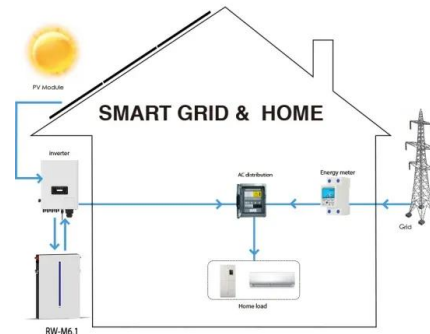 PV Module
SMART GRID & HOME
Inverter
AC distribution
Energy meter
Grid
Home load
RW-M6.1